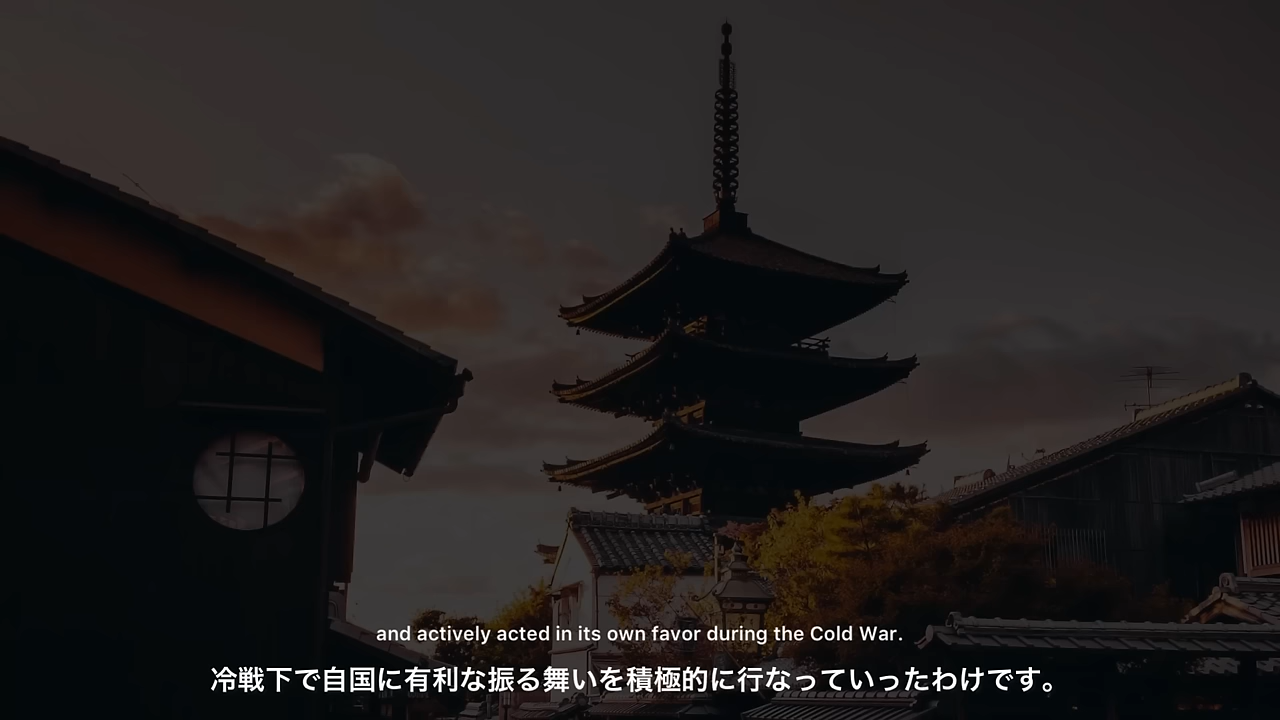 and actively acted in its own favor during the Cold War.
冷戦下で自国に有利な振る舞いを積極的に行なっていったわけです。